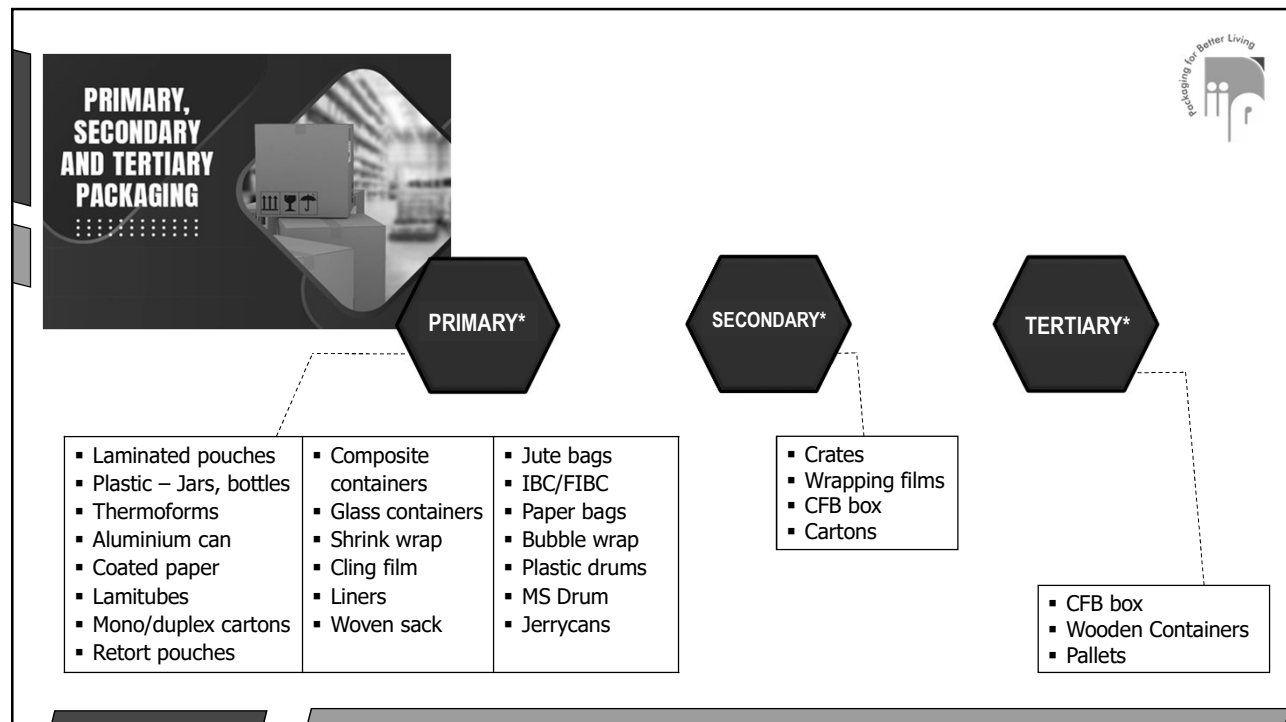 PRIMARY,
SECONDARY
AND TERTIARY
PACKAGING
Packaging for Better Living
iip
PRIMARY*
SECONDARY*
TERTIARY*
▪ Laminated pouches
▪ Plastic – Jars, bottles
▪ Thermoforms
▪ Aluminium can
▪ Coated paper
▪ Lamitubes
▪ Mono/duplex cartons
▪ Retort pouches
▪ Composite
containers
▪ Glass containers
▪ Shrink wrap
▪ Cling film
▪ Liners
▪ Woven sack
▪ Jute bags
▪ IBC/FIBC
▪ Paper bags
▪ Bubble wrap
▪ Plastic drums
▪ MS Drum
▪ Jerrycans
▪ Crates
▪ Wrapping films
▪ CFB box
▪ Cartons
▪ CFB box
▪ Wooden Containers
▪ Pallets